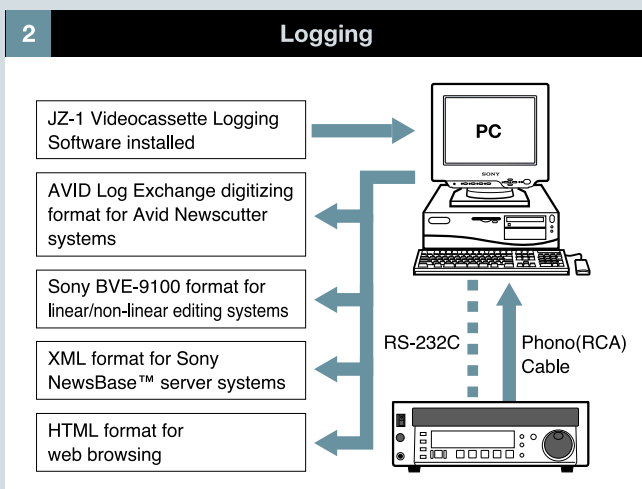 2
Logging
JZ-1 Videocassette Logging
Software installed
AVID Log Exchange digitizing
format for Avid Newscutter
systems
Sony BVE-9100 format for
linear/non-linear editing systems
XML format for Sony
NewsBase™ server systems
HTML format for
web browsing
PC
SONY
RS-232C
Phono(RCA)
Cable